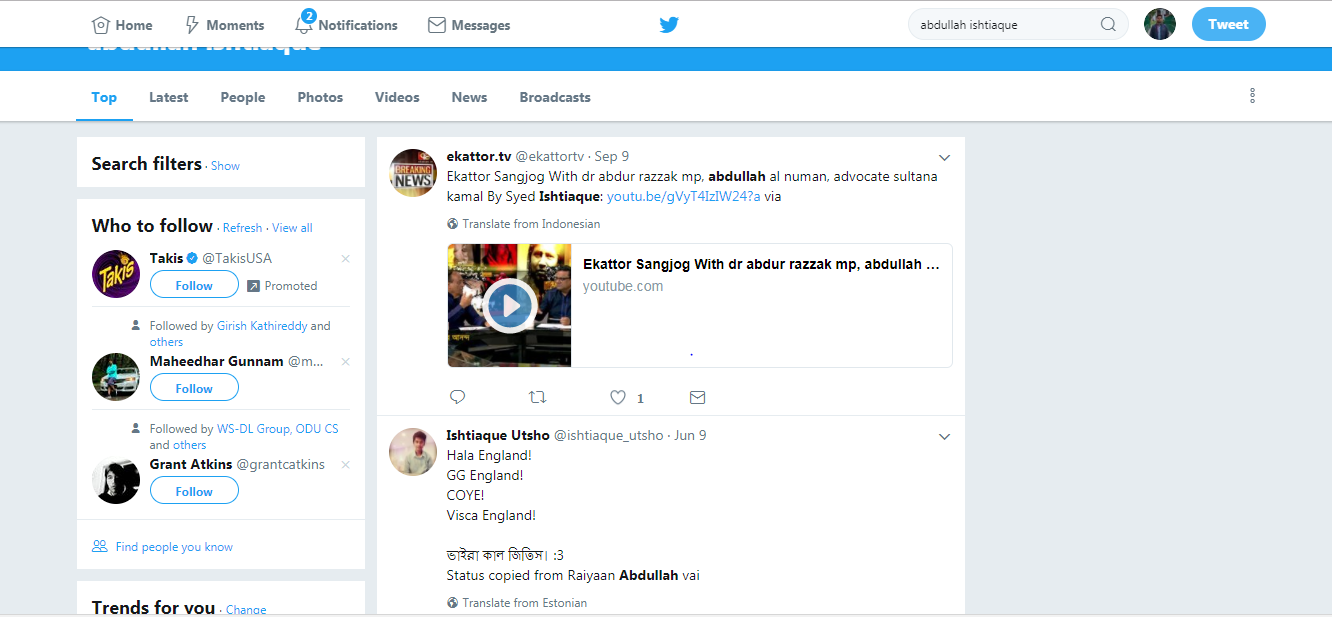 Home
Moments
2
Notifications
Messages
abdullah ishtiaque
Tweet
abdullah ishtiaque
Top
Latest
People
Photos
Videos
News
Broadcasts
Search filters · Show
Who to follow · Refresh · View all
Takis @TakisUSA
Follow
Promoted
Followed by Girish Kathireddy and
others
Maheedhar Gunnam @m...
Follow
Followed by WS-DL Group, ODU CS
and others
Grant Atkins @grantcatkins
Follow
Find people you know
Trends for you · Change
BREAKING
NEWS
ekattor.tv @ekattortv · Sep 9
Ekattor Sangjog With dr abdur razzak mp, abdullah al numan, advocate sultana
kamal By Syed Ishtiaque: youtu.be/gVyT4IzIW24?a via
Translate from Indonesian
Ekattor Sangjog With dr abdur razzak mp, abdullah ...
youtube.com
1
Ishtiaque Utsho @ishtiaque_utsho · Jun 9
Hala England!
GG England!
COYE!
Visca England!
ভাইরা কাল জিতিস। :3
Status copied from Raiyaan Abdullah vai
Translate from Estonian